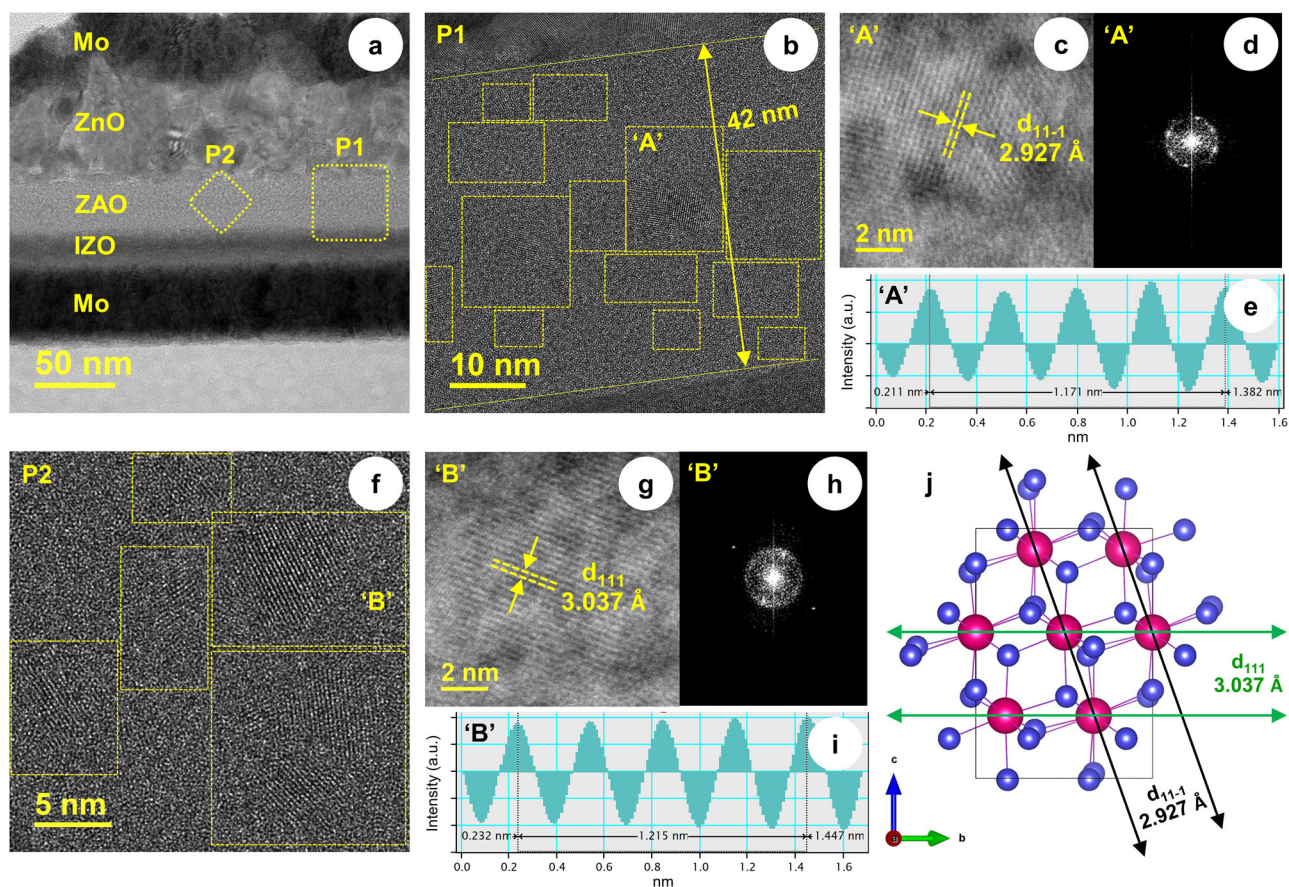 a
Mo
ZnO
P2
P1
ZAO
IZO
Mo
50 nm
P1
b
42 nm
‘A’
10 nm
‘A’
c
d₁₁₋₁
2.927 Å
2 nm
‘A’
d
‘A’
e
Intensity (a.u.)
0.211 nm
1.171 nm
1.382 nm
0.0 0.2 0.4 0.6 0.8 1.0 1.2 1.4 1.6
nm
P2
f
‘B’
5 nm
‘B’
g
d₁₁₁
3.037 Å
2 nm
‘B’
h
‘B’
i
Intensity (a.u.)
0.232 nm
1.215 nm
1.447 nm
0.0 0.2 0.4 0.6 0.8 1.0 1.2 1.4 1.6
nm
j
d₁₁₁
3.037 Å
d₁₁₋₁
2.927 Å
c
b